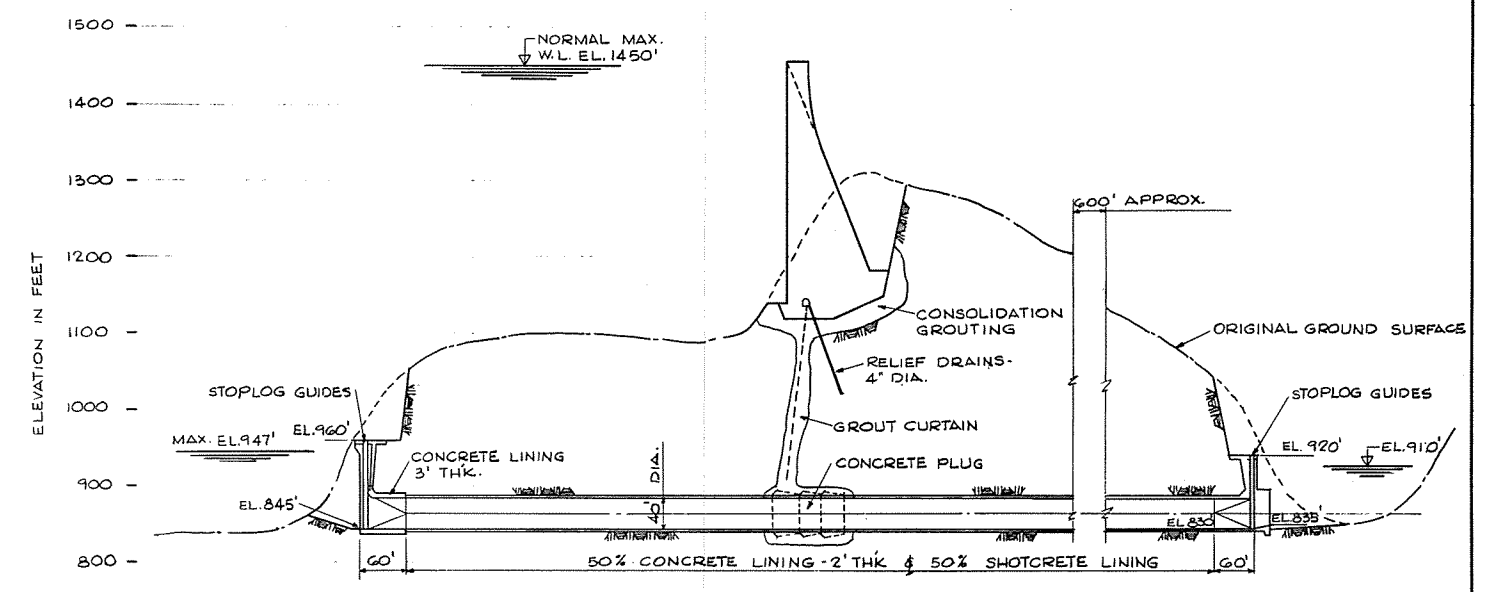 1500
NORMAL MAX.
W.L. EL. 1450'
1400
1300
600' APPROX.
1200
ELEVATION IN FEET
CONSOLIDATION
GROUTING
1100
ORIGINAL GROUND SURFACE
RELIEF DRAINS-
4" DIA.
STOPLOG GUIDES
STOPLOG GUIDES
1000
GROUT CURTAIN
MAX. EL. 947'
EL. 960'
EL. 920'
EL. 910'
CONCRETE LINING
3' TH'K.
DIA.
CONCRETE PLUG
900
40'
EL. 845'
EL. 830'
EL. 835'
800
60'
50% CONCRETE LINING - 2' TH'K & 50% SHOTCRETE LINING
60'